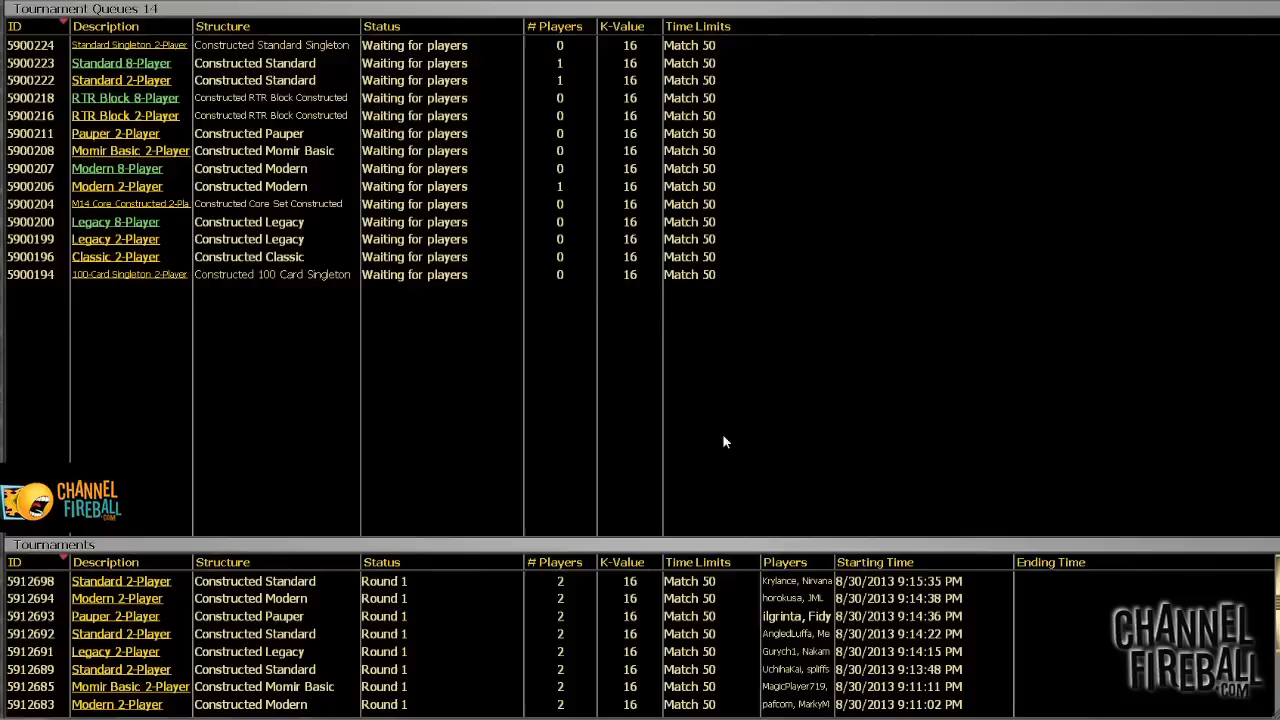 Tournament Queues 14
ID Description Structure Status # Players K-Value Time Limits
5900224 Standard Singleton 2-Player Constructed Standard Singleton Waiting for players 0 16 Match 50
5900223 Standard 8-Player Constructed Standard Waiting for players 1 16 Match 50
5900222 Standard 2-Player Constructed Standard Waiting for players 1 16 Match 50
5900218 RTR Block 8-Player Constructed RTR Block Constructed Waiting for players 0 16 Match 50
5900216 RTR Block 2-Player Constructed RTR Block Constructed Waiting for players 0 16 Match 50
5900211 Pauper 2-Player Constructed Pauper Waiting for players 0 16 Match 50
5900208 Momir Basic 2-Player Constructed Momir Basic Waiting for players 0 16 Match 50
5900207 Modern 8-Player Constructed Modern Waiting for players 0 16 Match 50
5900206 Modern 2-Player Constructed Modern Waiting for players 1 16 Match 50
5900204 M14 Core Constructed 2-Pla Constructed Core Set Constructed Waiting for players 0 16 Match 50
5900200 Legacy 8-Player Constructed Legacy Waiting for players 0 16 Match 50
5900199 Legacy 2-Player Constructed Legacy Waiting for players 0 16 Match 50
5900196 Classic 2-Player Constructed Classic Waiting for players 0 16 Match 50
5900194 100-Card Singleton 2-Player Constructed 100 Card Singleton Waiting for players 0 16 Match 50
CHANNEL
FIREBALL
.COM
Tournaments
ID Description Structure Status # Players K-Value Time Limits Players Starting Time Ending Time
5912698 Standard 2-Player Constructed Standard Round 1 2 16 Match 50 Krylance, Nirvana 8/30/2013 9:15:35 PM
5912694 Modern 2-Player Constructed Modern Round 1 2 16 Match 50 horokusa, JML 8/30/2013 9:14:38 PM
5912693 Pauper 2-Player Constructed Pauper Round 1 2 16 Match 50 ilgrinta, Fidy 8/30/2013 9:14:36 PM
5912692 Standard 2-Player Constructed Standard Round 1 2 16 Match 50 AngledLuffa, Me 8/30/2013 9:14:22 PM
5912691 Legacy 2-Player Constructed Legacy Round 1 2 16 Match 50 Gurych1, Nakam 8/30/2013 9:14:15 PM
5912689 Standard 2-Player Constructed Standard Round 1 2 16 Match 50 UchihaKai, spliffs 8/30/2013 9:13:48 PM
5912685 Momir Basic 2-Player Constructed Momir Basic Round 1 2 16 Match 50 MagicPlayer719, 8/30/2013 9:11:11 PM
5912683 Modern 2-Player Constructed Modern Round 1 2 16 Match 50 pafcorn, MarkyM 8/30/2013 9:11:02 PM
CHANNEL
FIREBALL
.COM